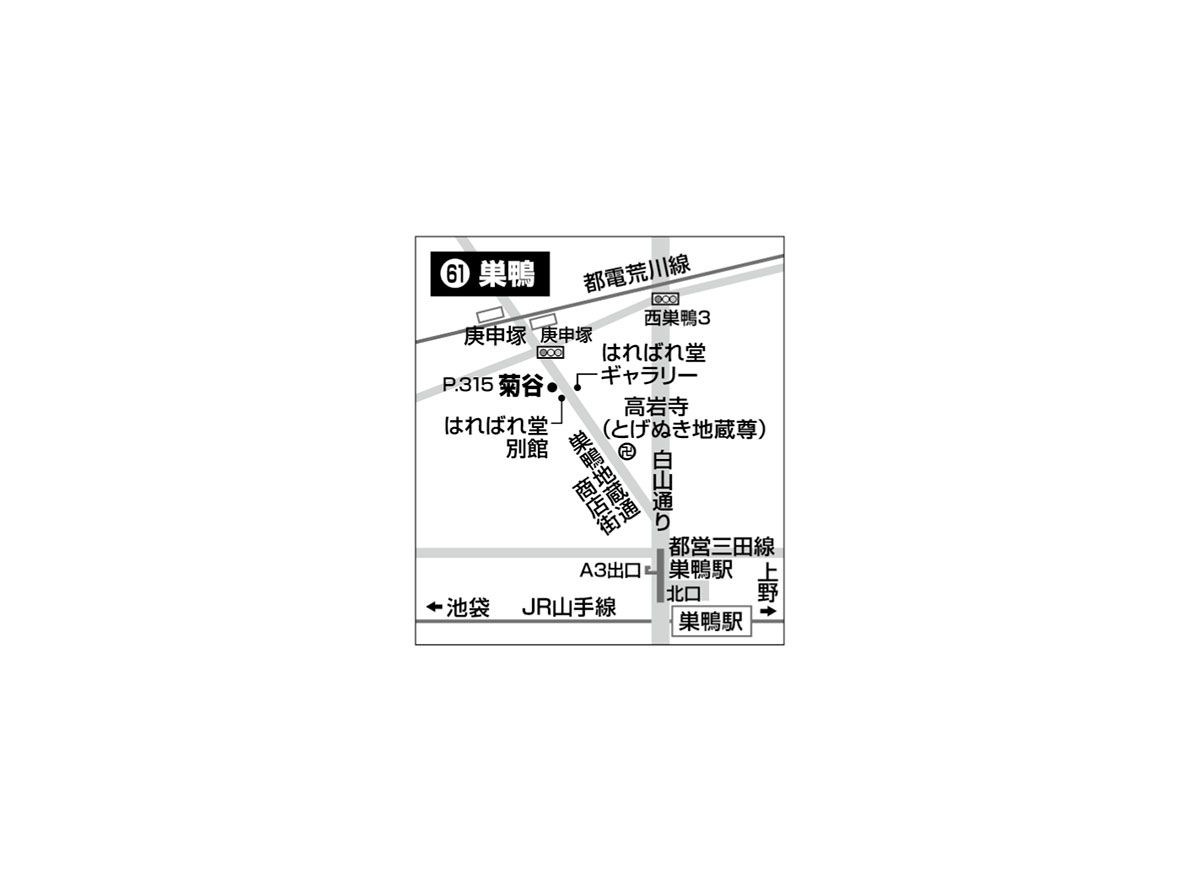 61 巣鴨
都電荒川線
西巣鴨3
庚申塚
庚申塚
はればれ堂
ギャラリー
P.315 菊谷
はればれ堂
別館
高岩寺
(とげぬき地蔵尊)
巣鴨地蔵通
商店街
白山通り
都営三田線
巣鴨駅
A3出口
北口
上野
池袋
JR山手線
巣鴨駅